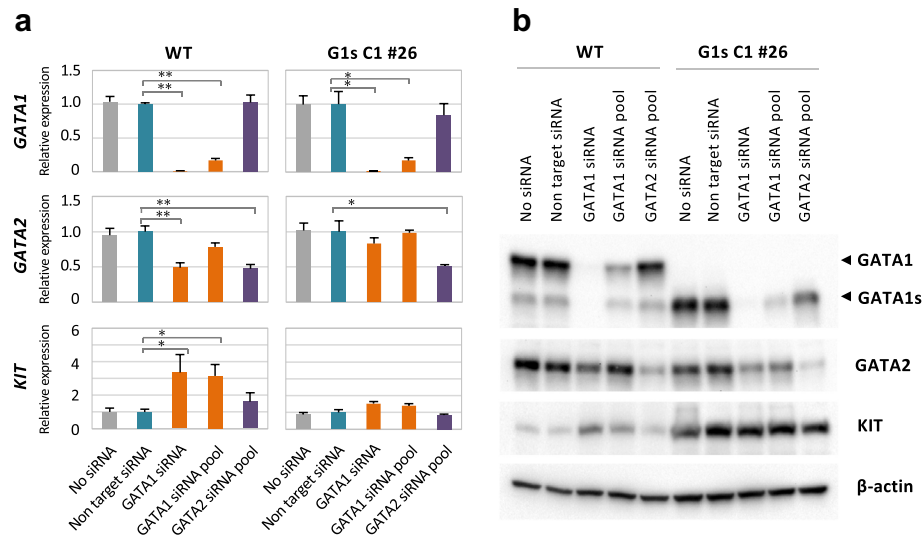 a
WT
G1s C1 #26
GATA1
Relative expression
1.5
1.0
0.5
0
**
**
*
*
GATA2
Relative expression
1.5
1.0
0.5
0
**
**
*
KIT
Relative expression
6
4
2
0
*
*
No siRNA
Non target siRNA
GATA1 siRNA
GATA1 siRNA pool
GATA2 siRNA pool
No siRNA
Non target siRNA
GATA1 siRNA
GATA1 siRNA pool
GATA2 siRNA pool
b
WT
G1s C1 #26
No siRNA
Non target siRNA
GATA1 siRNA
GATA1 siRNA pool
GATA2 siRNA pool
No siRNA
Non target siRNA
GATA1 siRNA
GATA1 siRNA pool
GATA2 siRNA pool
GATA1
GATA1s
GATA2
KIT
β-actin